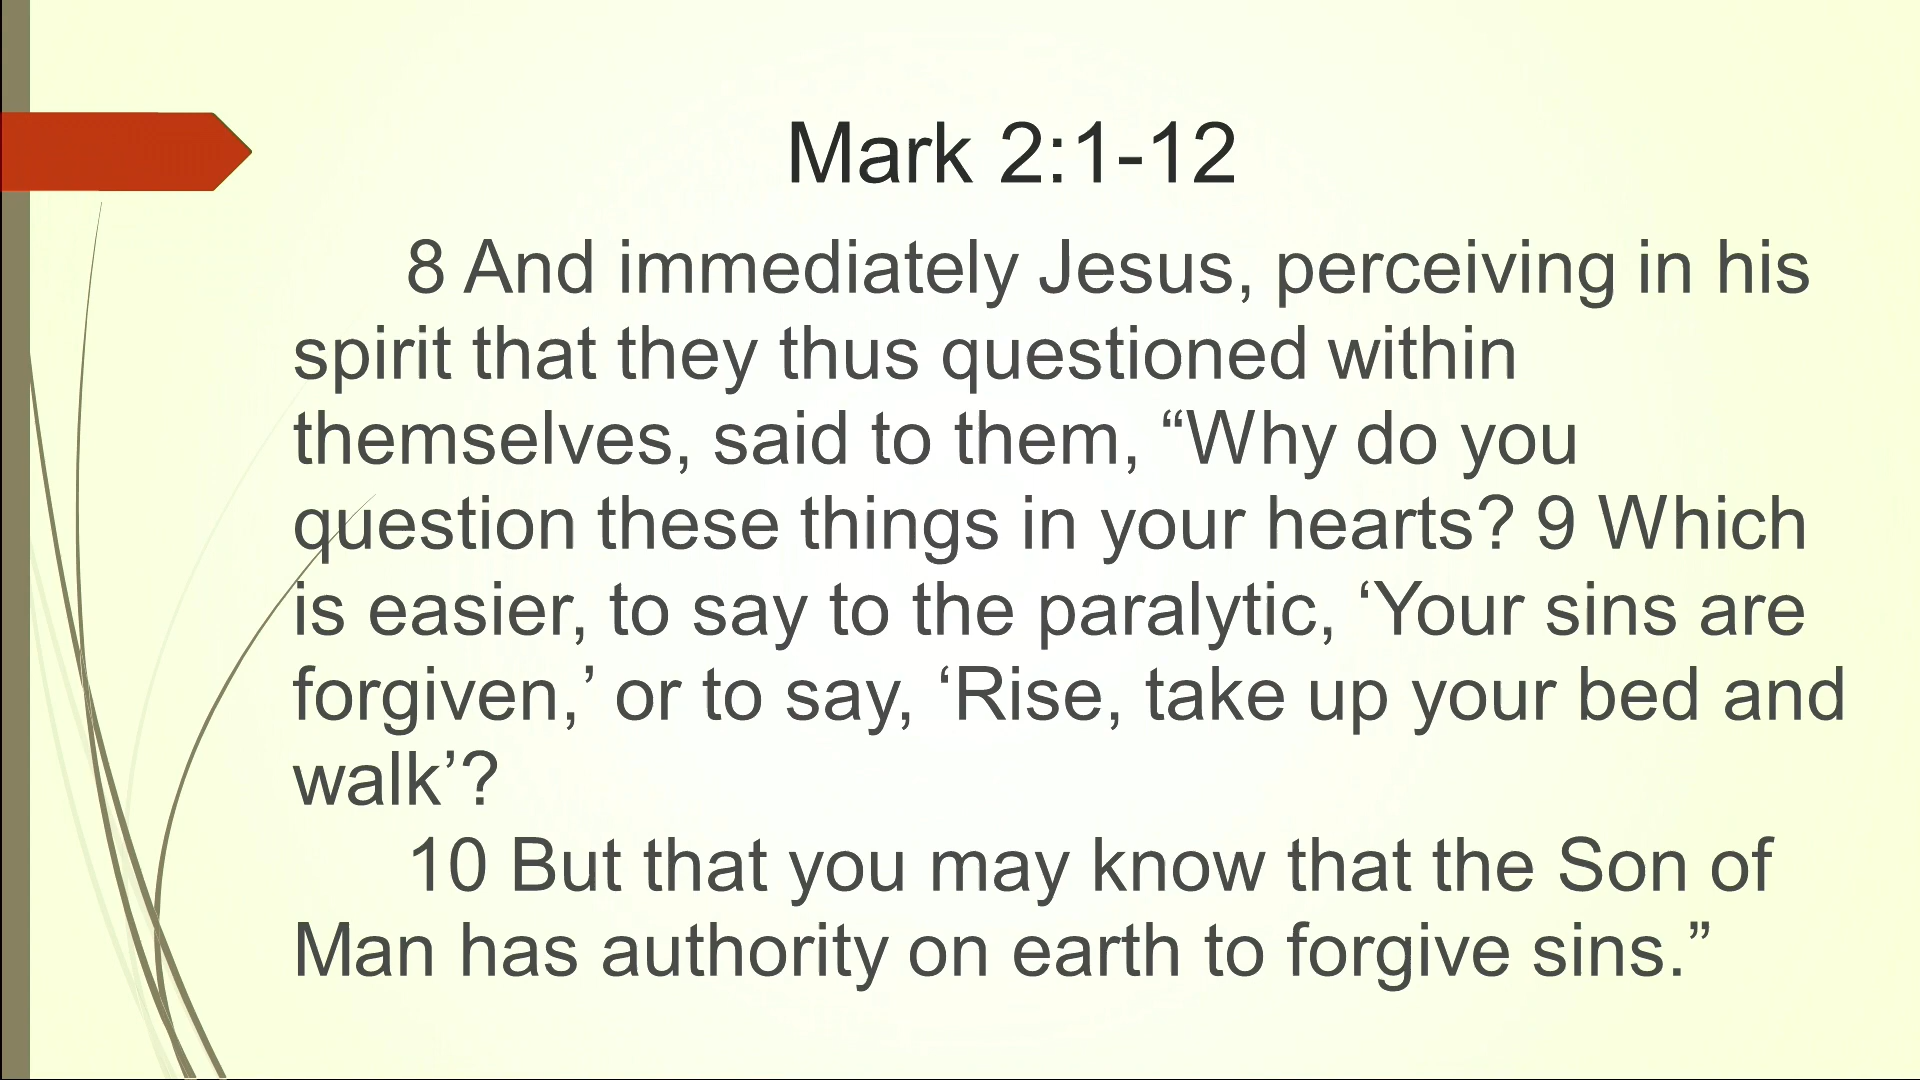 Mark 2:1-12
8 And immediately Jesus, perceiving in his
spirit that they thus questioned within
themselves, said to them, “Why do you
question these things in your hearts? 9 Which
is easier, to say to the paralytic, ‘Your sins are
forgiven,’ or to say, ‘Rise, take up your bed and
walk’?
10 But that you may know that the Son of
Man has authority on earth to forgive sins.”